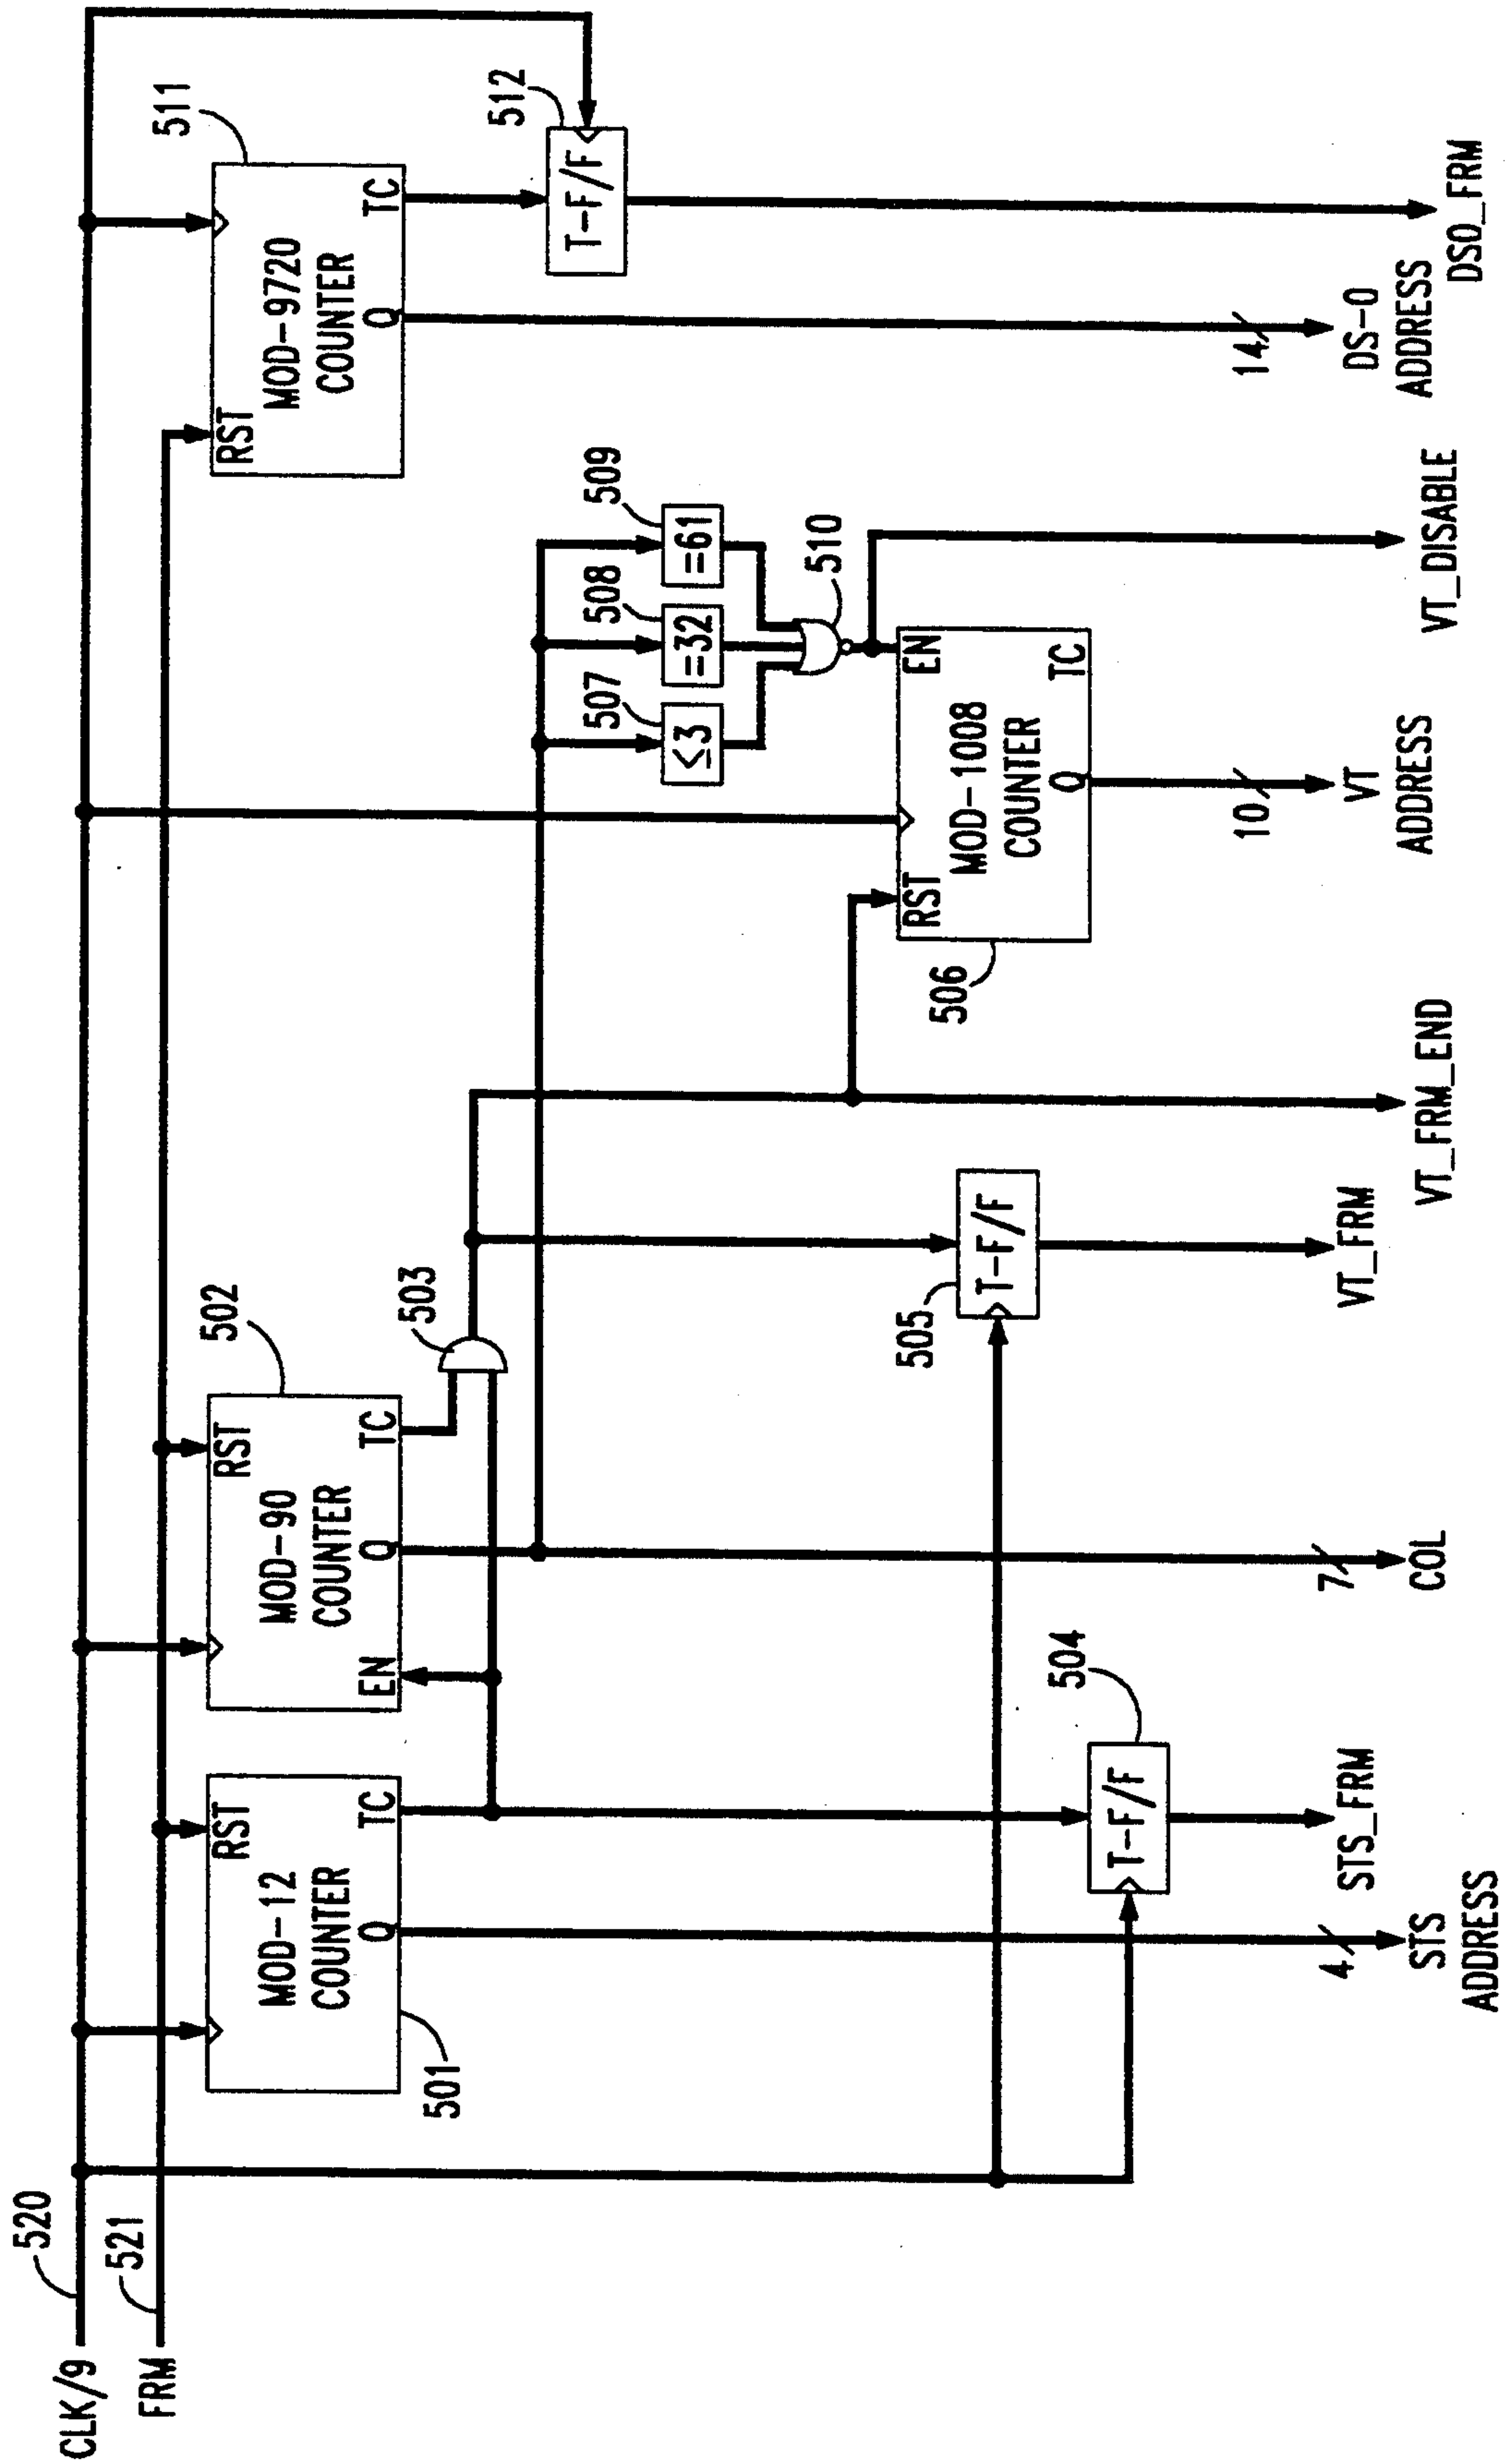 CLK/9
520
FRM
521
MOD-12
COUNTER
RST
Q
TC
501
MOD-90
COUNTER
RST
EN
Q
TC
502
503
MOD-9720
COUNTER
RST
Q
TC
511
T-F/F
512
≤3
507
=32
508
=61
509
510
MOD-1008
COUNTER
RST
EN
Q
TC
506
T-F/F
505
T-F/F
504
4
STS
ADDRESS
STS_FRM
7
COL
VT_FRM
VT_FRM_END
10
VT
ADDRESS
VT_DISABLE
14
DS-0
ADDRESS
DS0_FRM